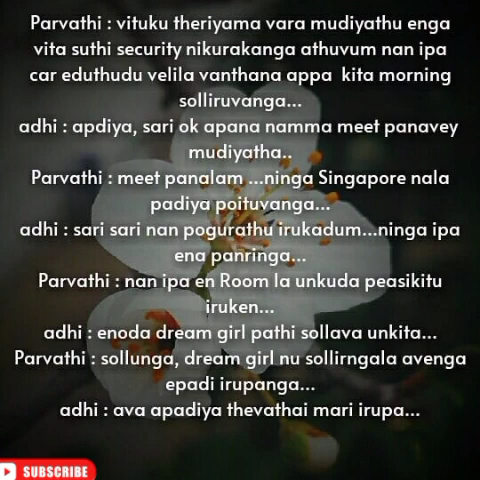 Parvathi : vituku theriyama vara mudiyathu enga
vita suthi security nikurakanga athuvum nan ipa
car eduthudu velila vanthana appa kita morning
solliruvanga...
adhi : apdiya, sari ok apana namma meet panavey
mudiyatha..
Parvathi : meet panalam ...ninga Singapore nala
padiya poituvanga...
adhi : sari sari nan pogurathu irukadum...ninga ipa
ena panringa...
Parvathi : nan ipa en Room la unkuda peasikitu
iruken...
adhi : enoda dream girl pathi sollava unkita...
Parvathi : sollunga, dream girl nu sollirngala avenga
epadi irupanga...
adhi : ava apadiya thevathai mari irupa...
SUBSCRIBE